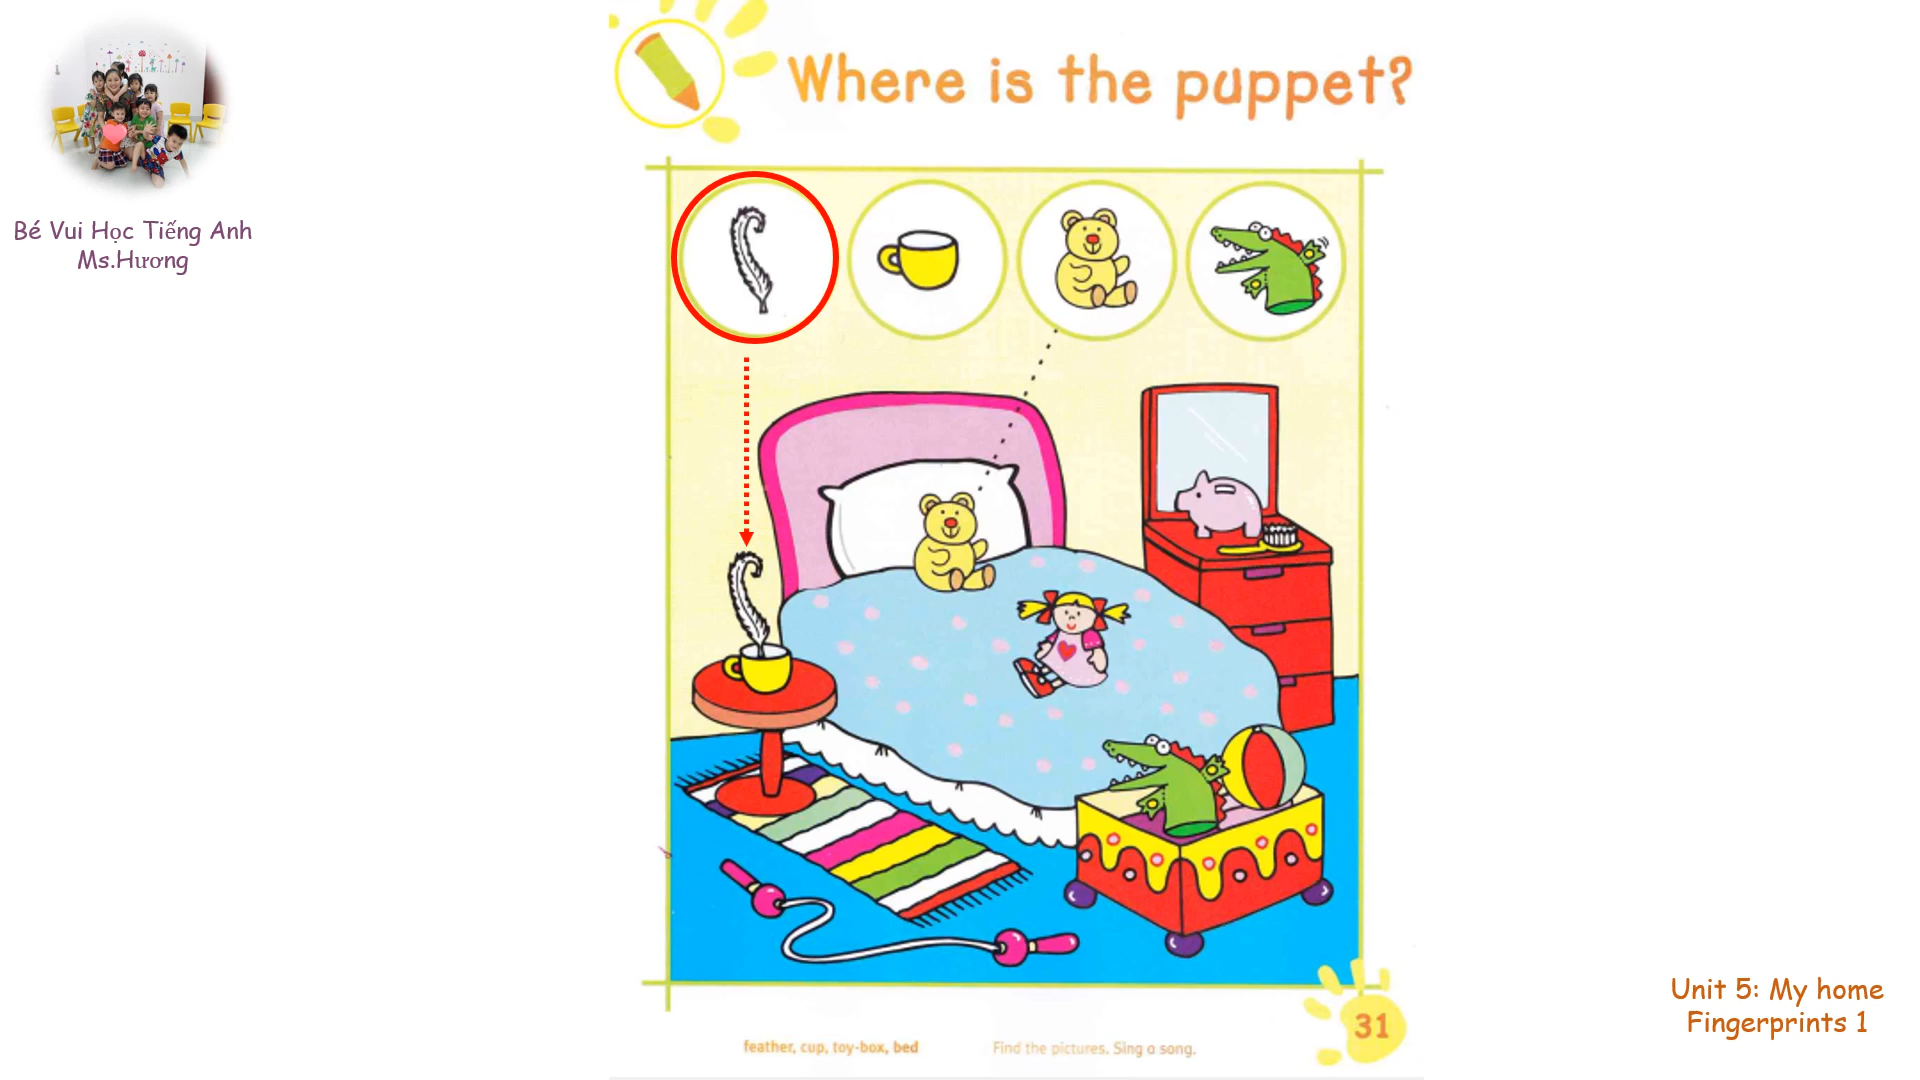 Where is the puppet?
Bé Vui Học Tiếng Anh
Ms.Hương
Unit 5: My home
Fingerprints 1
31
feather, cup, toy-box, bed
Find the pictures. Sing a song.